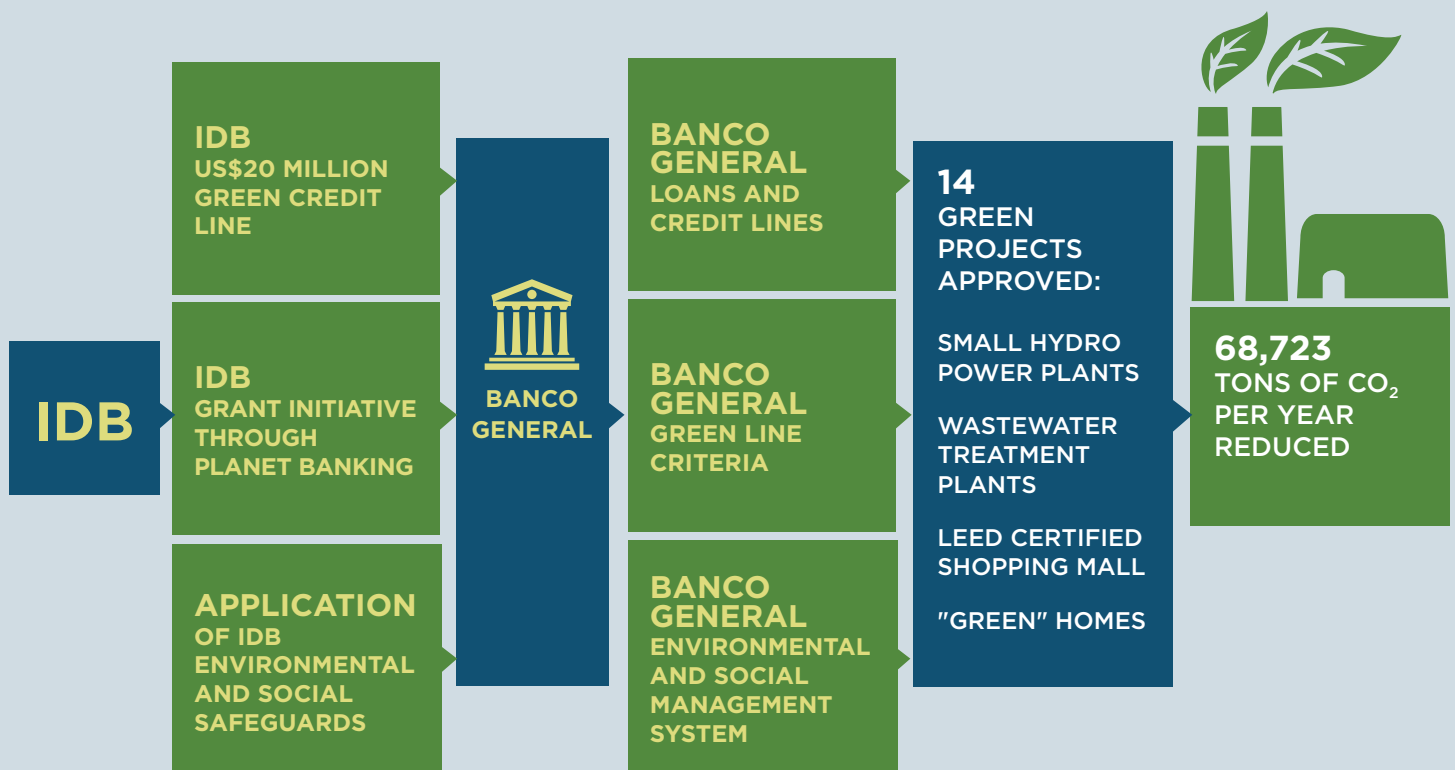 IDB
IDB
US$20 MILLION
GREEN CREDIT
LINE
IDB
GRANT INITIATIVE
THROUGH
PLANET BANKING
APPLICATION
OF IDB
ENVIRONMENTAL
AND SOCIAL
SAFEGUARDS
BANCO
GENERAL
BANCO
GENERAL
LOANS AND
CREDIT LINES
BANCO
GENERAL
GREEN LINE
CRITERIA
BANCO
GENERAL
ENVIRONMENTAL
AND SOCIAL
MANAGEMENT
SYSTEM
14
GREEN
PROJECTS
APPROVED:
SMALL HYDRO
POWER PLANTS
WASTEWATER
TREATMENT
PLANTS
LEED CERTIFIED
SHOPPING MALL
"GREEN" HOMES
68,723
TONS OF CO₂
PER YEAR
REDUCED